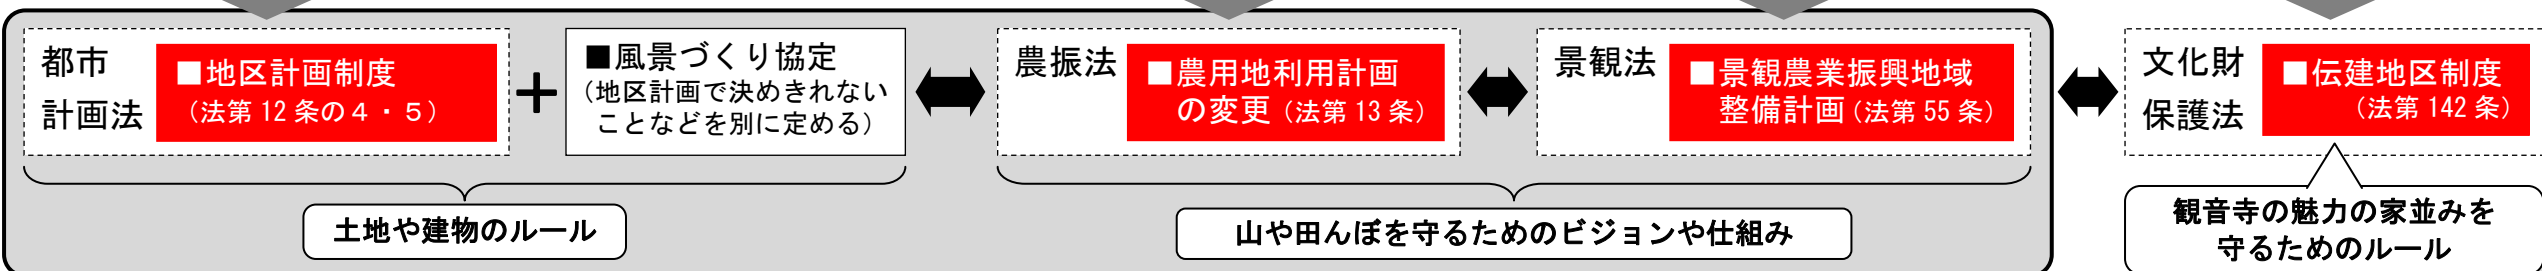 都市
計画法
■地区計画制度
（法第12条の4・5）
＋
■風景づくり協定
（地区計画で決めきれない
ことなどを別に定める）
農振法
■農用地利用計画
の変更（法第13条）
景観法
■景観農業振興地域
整備計画（法第55条）
文化財
保護法
■伝建地区制度
（法第142条）
土地や建物のルール
山や田んぼを守るためのビジョンや仕組み
観音寺の魅力の家並みを
守るためのルール